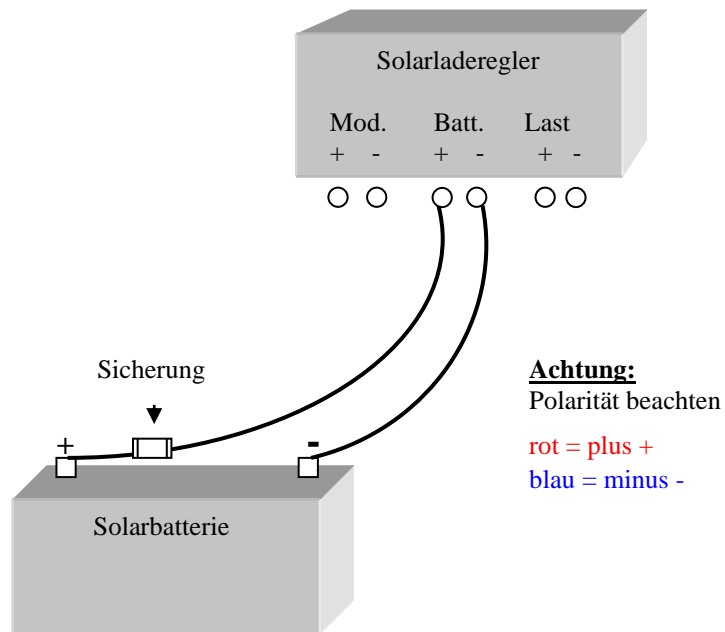 Solarladeregler
Mod. Batt. Last
+ - + - + -
Sicherung
Achtung:
Polarität beachten
rot = plus +
blau = minus -
+ -
Solarbatterie